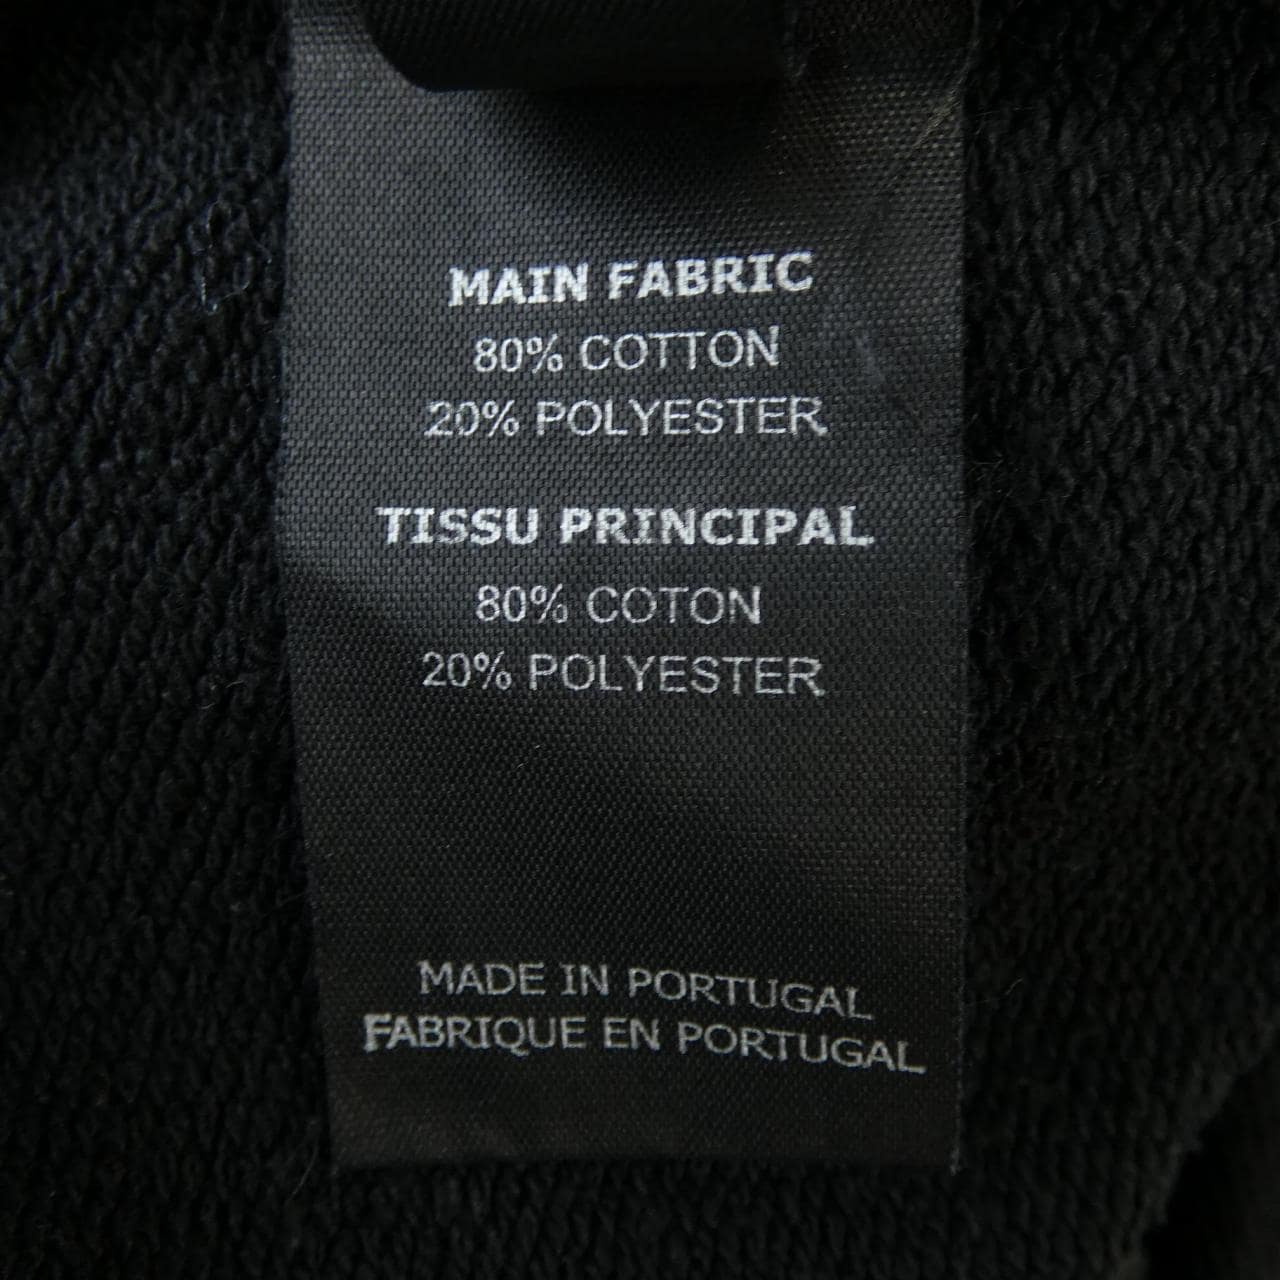 MAIN FABRIC
80% COTTON
20% POLYESTER
TISSU PRINCIPAL
80% COTON
20% POLYESTER
MADE IN PORTUGAL
FABRIQUE EN PORTUGAL